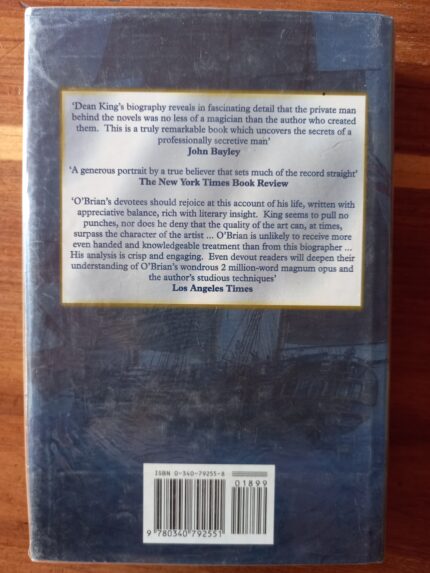 ‘Dean King’s biography reveals in fascinating detail that the private man
behind the novels was no less of a magician than the author who created
them. This is a truly remarkable book which uncovers the secrets of a
professionally secretive man’
John Bayley
‘A generous portrait by a true believer that sets much of the record straight’
The New York Times Book Review
‘O’Brian’s devotees should rejoice at this account of his life, written with
appreciative balance, rich with literary insight. King seems to pull no
punches, nor does he deny that the quality of the art can, at times,
surpass the character of the artist ... O’Brian is unlikely to receive more
even handed and knowledgeable treatment than from this biographer ...
His analysis is crisp and engaging. Even devout readers will deepen their
understanding of O’Brian’s wondrous 2 million-word magnum opus and
the author’s studious techniques’
Los Angeles Times
ISBN 0-340-79255-8
01899
9 780340 792551